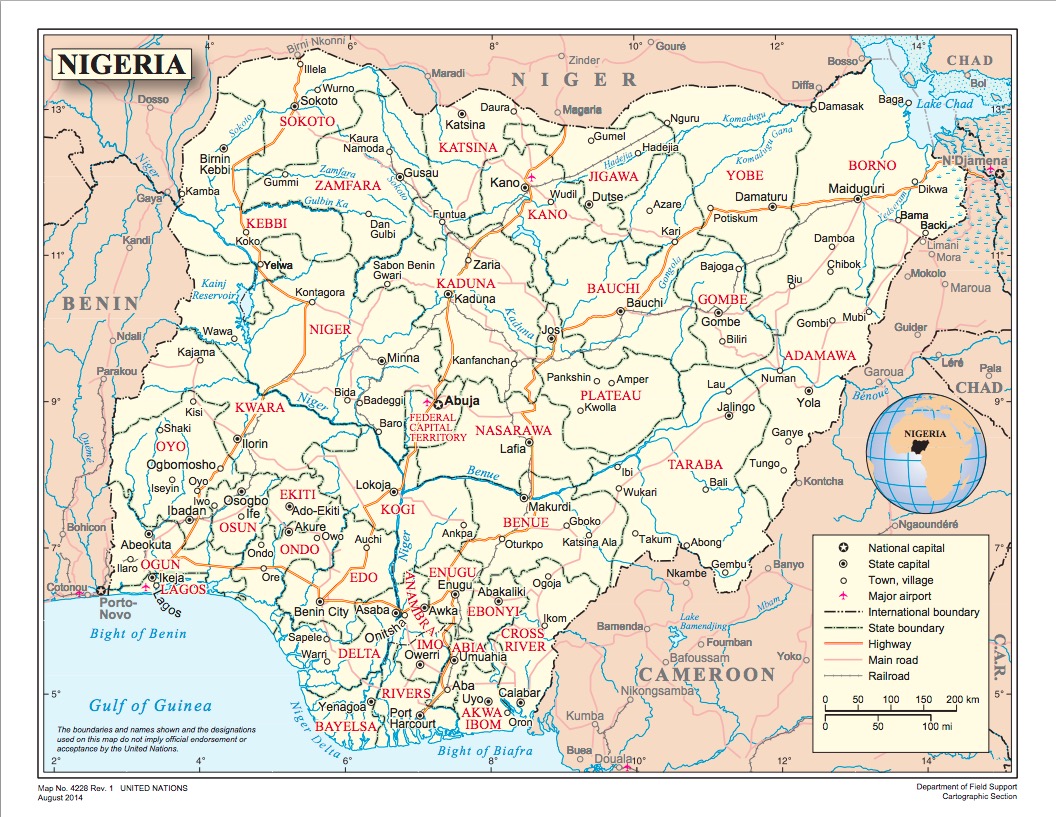 4°
6°
8°
10°
12°
14°
NIGERIA
Birni Nkonni
Gouré
Zinder
Bosso
CHAD
Bol
Illela
Maradi
NIGER
Diffa
Dosso
Wurno
Sokoto
Daura
Magaria
Damasak
Baga
Lake Chad
13°
13°
SOKOTO
Sokoto
Katsina
Nguru
Komadugu
Gana
Kaura
Namoda
KATSINA
Gumel
Hadejia
Komadugu
Birnin
Kebbi
Hadejia
BORNO
N'Djamena
Niger
Gummi
Zamfara
Gusau
JIGAWA
YOBE
ZAMFARA
Sokoto
Kano
Wudil
Dutse
Damaturu
Maiduguri
Dikwa
Kamba
Gaya
Gulbin Ka
KANO
Azare
Potiskum
Yedseram
KEBBI
Dan
Gulbi
Funtua
Bama
Kandi
Koko
Kari
Damboa
Backi
Limani
Mora
11°
11°
Yelwa
Sabon Benin
Gwari
Zaria
Gongola
Bajoga
Chibok
Mokolo
BENIN
Kainj
Reservoir
Kontagora
KADUNA
Kaduna
BAUCHI
Bauchi
GOMBE
Biu
Maroua
Gombe
Gombi
Mubi
Ndali
Wawa
NIGER
Kaduna
Jos
Biliri
Guider
Kajama
Minna
Kanfanchan
ADAMAWA
Léré
Pala
Parakou
Pankshin
Amper
Lau
Numan
Garoua
CHAD
Bida
Badeggi
Abuja
PLATEAU
Yola
Bénoué
9°
9°
Kisi
KWARA
Niger
FEDERAL
CAPITAL
TERRITORY
Kwolla
Jalingo
Shaki
Baro
NASARAWA
Ganye
NIGERIA
OYO
Ilorin
Lafia
Ouémé
Ogbomosho
Benue
Ibi
TARABA
Tungo
Iseyin
Oyo
Lokoja
Wukari
Bali
Kontcha
Iwo
Osogbo
EKITI
KOGI
Makurdi
Ibadan
Ife
Ado-Ekiti
BENUE
Gboko
Ngaoundéré
Bohicon
OSUN
Akure
Owo
Auchi
Ankpa
Katsina Ala
Takum
Abong
Abeokuta
Ondo
ONDO
Niger
Oturkpo
7°
7°
Ilaro
OGUN
Ore
EDO
ENUGU
Enugu
Ogoja
Gembu
Banyo
Cotonou
Ikeja
LAGOS
ANAMBRA
Abakaliki
Nkambe
Porto-
Novo
Lagos
Benin City
Asaba
Awka
EBONYI
Mbam
Onitsha
Ikom
Bamenda
Lake
Bamendjing
Bight of Benin
Sapele
IMO
ABIA
CROSS
RIVER
Foumban
Warri
DELTA
Owerri
Umuahia
Bafoussam
Yoko
CAMEROON
C.A.R.
5°
5°
RIVERS
Aba
Uyo
Calabar
Nikongsamba
Gulf of Guinea
Yenagoa
Port
Harcourt
AKWA
IBOM
Oron
BAYELSA
Kumba
Niger Delta
Bight of Biafra
Buea
Douala
The boundaries and names shown and the designations
used on this map do not imply official endorsement or
acceptance by the United Nations.
National capital
State capital
Town, village
Major airport
International boundary
State boundary
Highway
Main road
Railroad
0 50 100 150 200 km
0 50 100 mi
2°
4°
6°
8°
10°
12°
14°
Map No. 4228 Rev. 1 UNITED NATIONS
August 2014
Department of Field Support
Cartographic Section